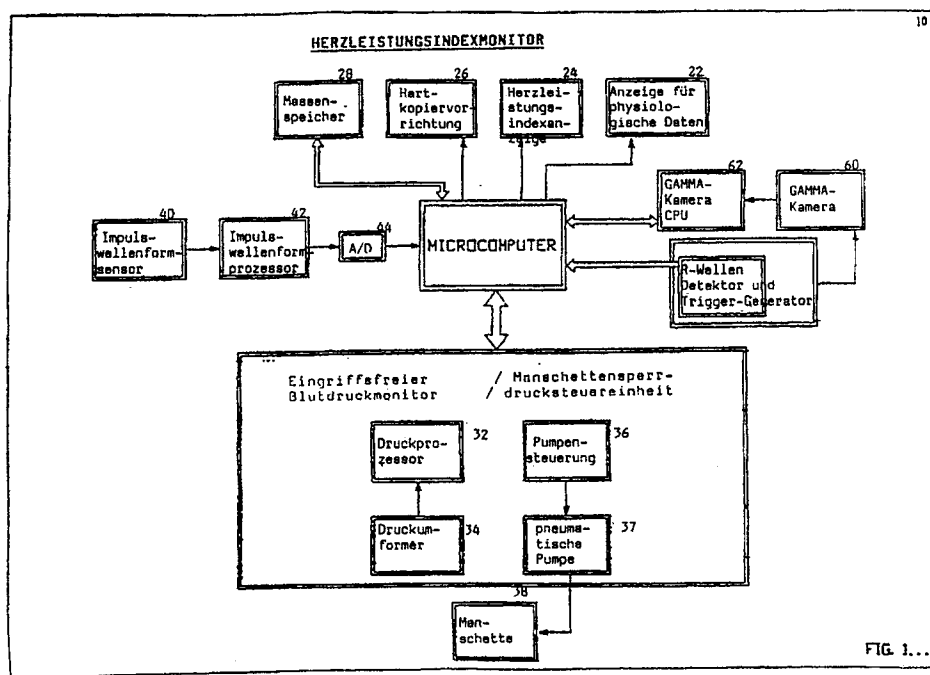 10
HERZLEISTUNGSINDEXMONITOR
28
26
24
22
Massen-
speicher
Hart-
kopiervor-
richtung
Herzlei-
stungs-
indexan-
zeige
Anzeige für
physiolo-
gische Daten
62
60
GAMMA-
Kamera
CPU
GAMMA-
Kamera
40
42
44
Impuls-
wellenform-
sensor
Impuls-
wellenform-
prozessor
A/D
MICROCOMPUTER
R-Wellen
Detektor und
Trigger-Generator
Eingriffsfreier / Manschettensperr-
Blutdruckmonitor / drucksteuereinheit
32
36
Druckpro-
zessor
Pumpen-
steuerung
34
37
Druckum-
former
pneuma-
tische
Pumpe
38
Man-
schette
FIG. 1...